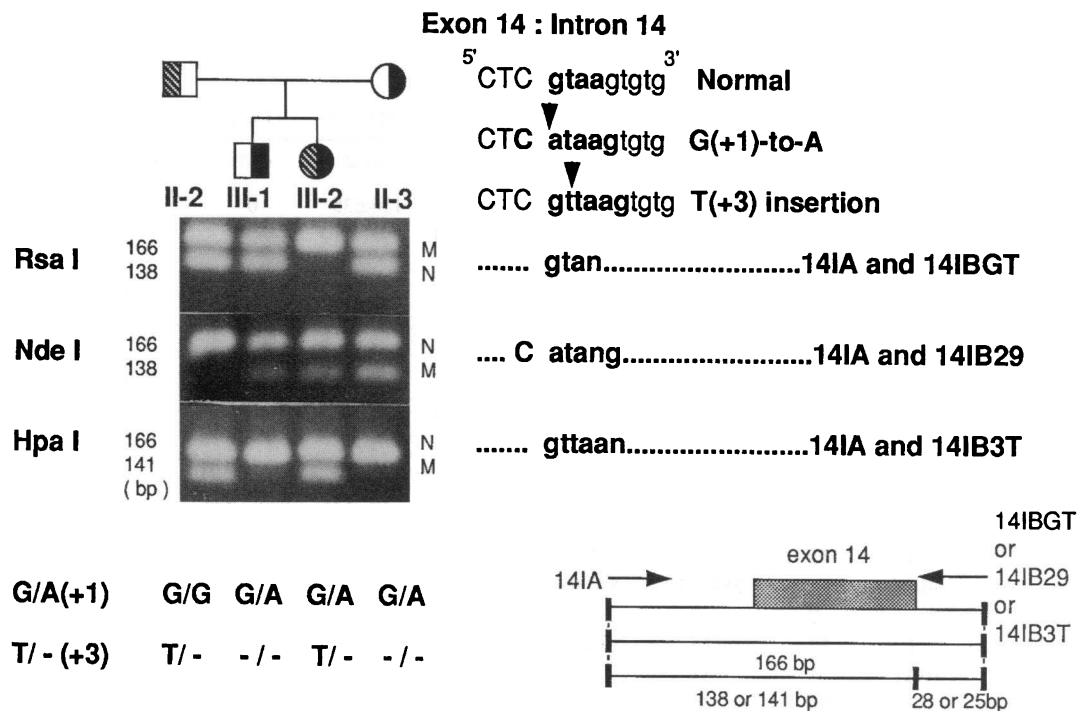 Exon 14 : Intron 14
5' CTC gtaagtgtg 3' Normal
CTC ataagtgtg G(+1)-to-A
CTC gttaagtgtg T(+3) insertion
II-2 III-1 III-2 II-3
Rsa I 166 M
138 N
....... gtan............................14IA and 14IBGT
Nde I 166 N
138 M
.... C atang.........................14IA and 14IB29
Hpa I 166 N
141 M
( bp )
....... gttaan........................14IA and 14IB3T
G/A(+1) G/G G/A G/A G/A
T/ - (+3) T/ - - / - T/ - - / -
14IA
exon 14
14IBGT
or
14IB29
or
14IB3T
166 bp
138 or 141 bp 28 or 25bp